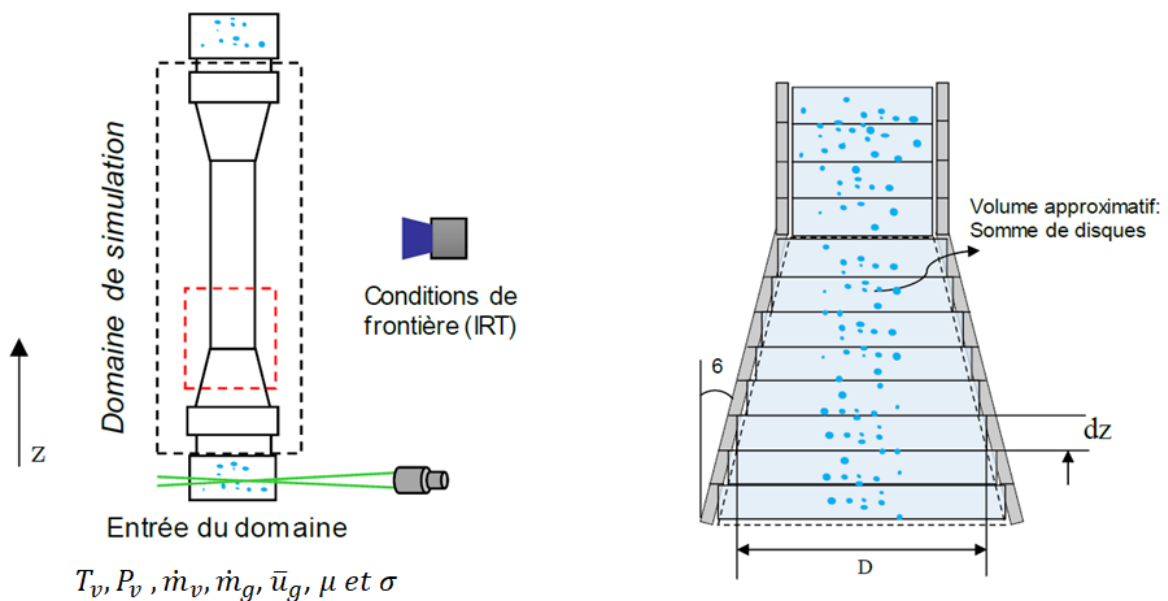 Domaine de simulation
Z
Conditions de
frontière (IRT)
Entrée du domaine
T_v, P_v , ṁ_v, ṁ_g, ū_g, μ et σ
Volume approximatif:
Somme de disques
6
dz
D